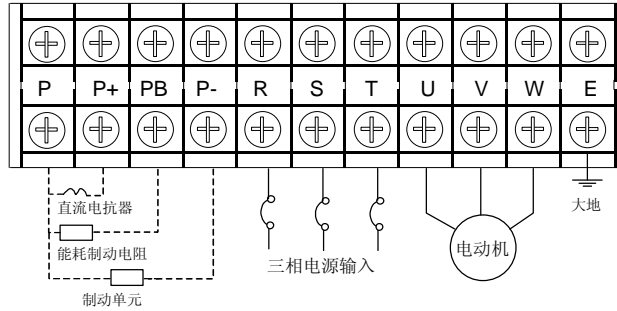 P P+ PB P- R S T U V W E
直流电抗器
大地
能耗制动电阻
电动机
三相电源输入
制动单元